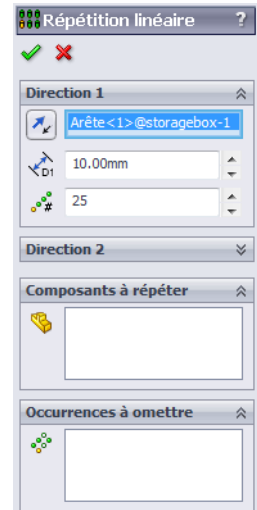 Répétition linéaire ?
Direction 1
Arête<1>@storagebox-1
D1 10.00mm
# 25
Direction 2
Composants à répéter
Occurrences à omettre